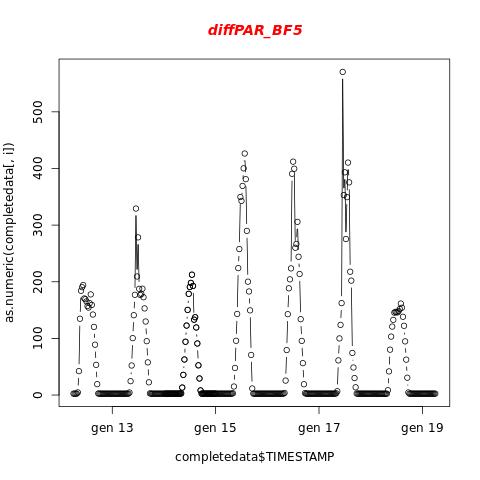 diffPAR_BF5
as.numeric(completedata[, i])
500
400
300
200
100
0
gen 13 gen 15 gen 17 gen 19
completedata$TIMESTAMP